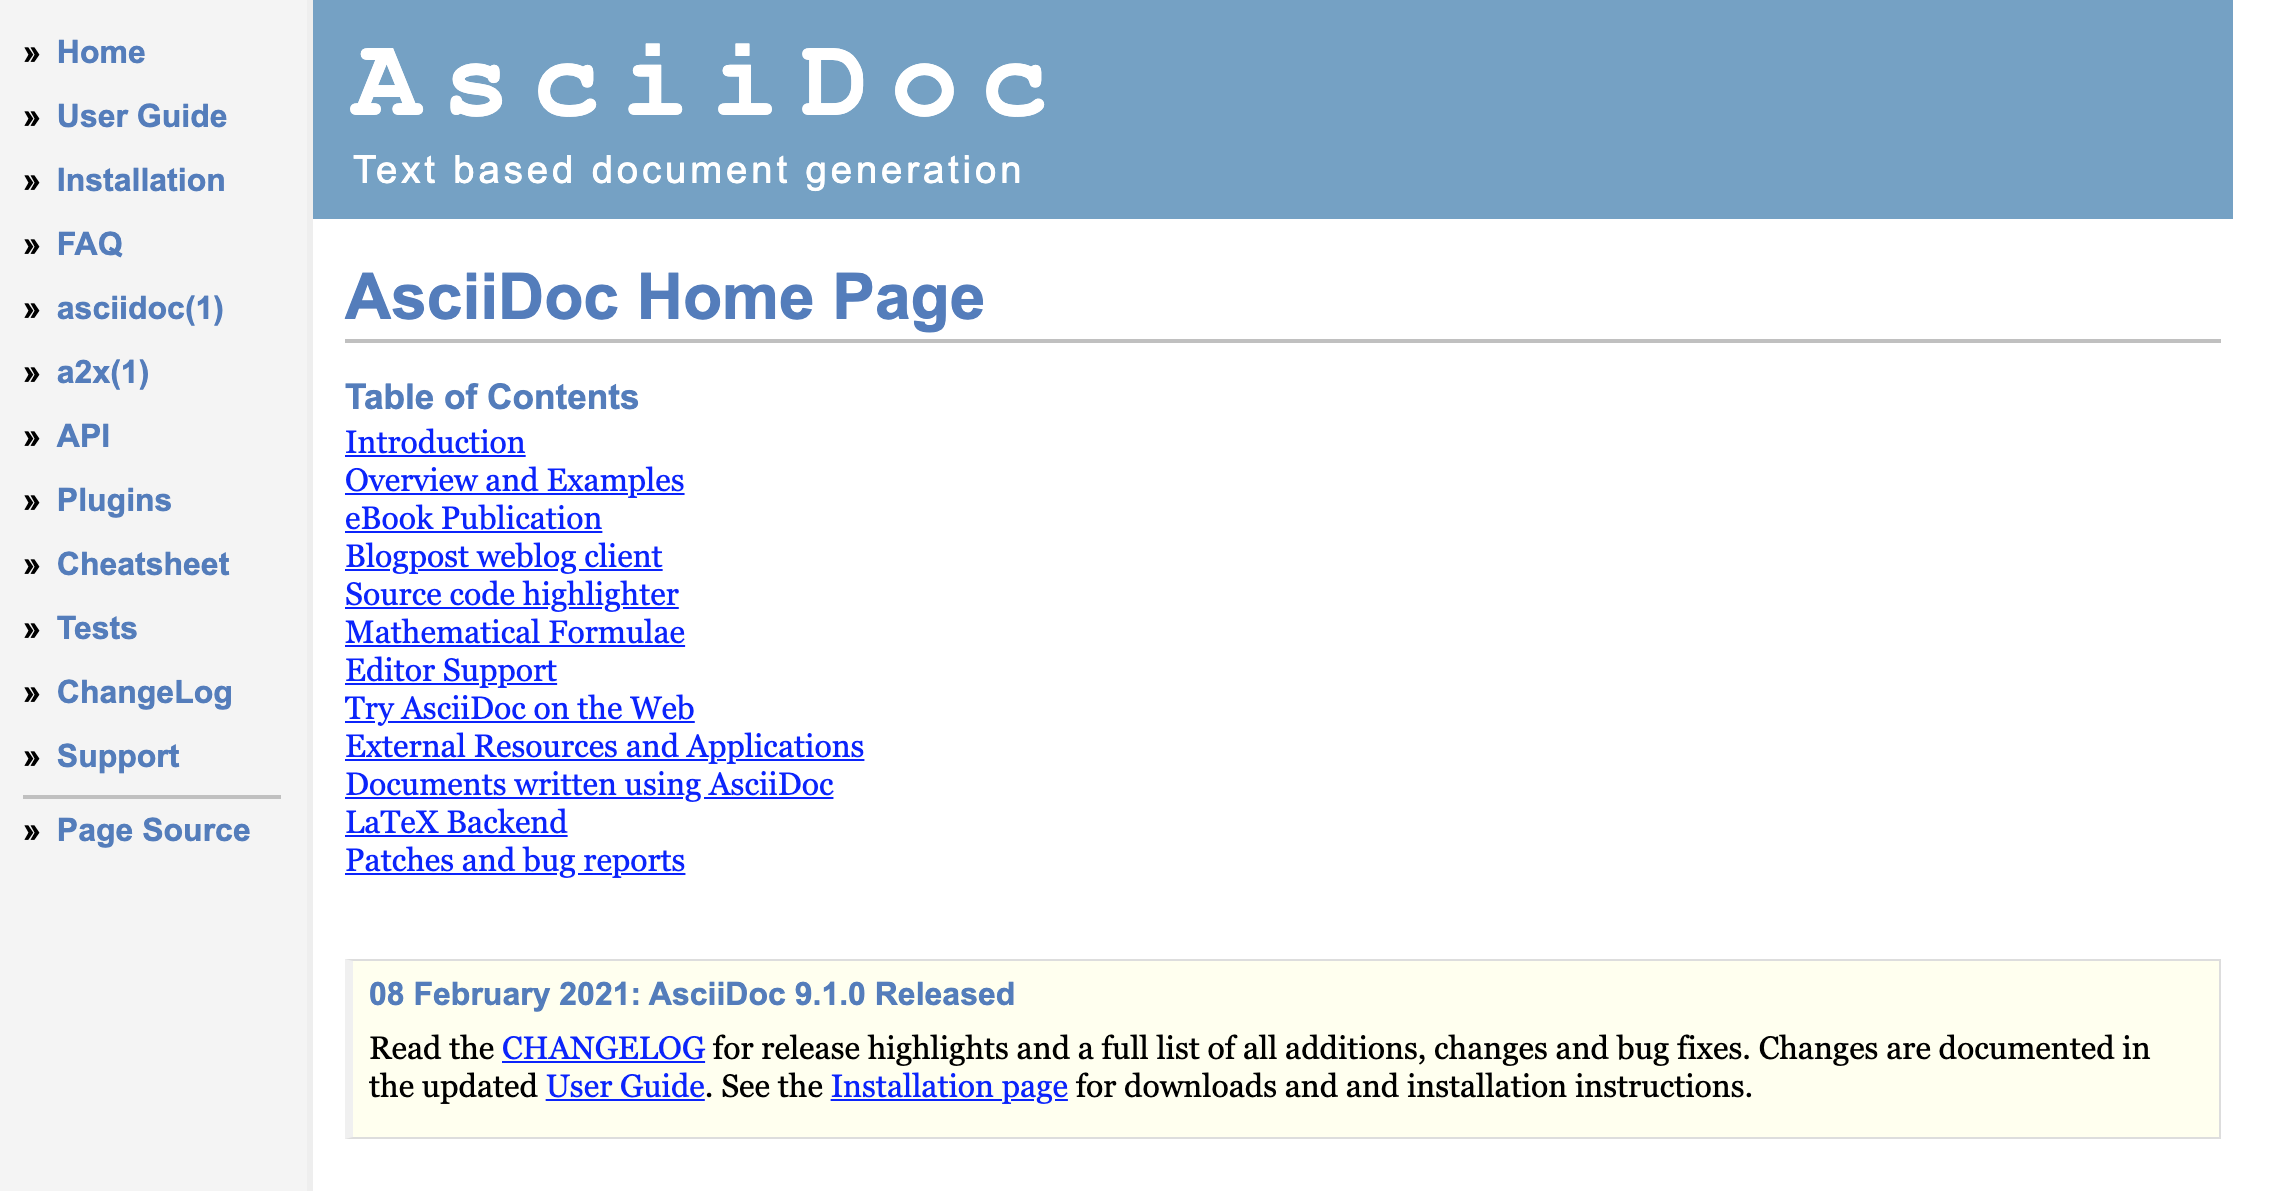 » Home
» User Guide
» Installation
» FAQ
» asciidoc(1)
» a2x(1)
» API
» Plugins
» Cheatsheet
» Tests
» ChangeLog
» Support
» Page Source
AsciiDoc
Text based document generation
AsciiDoc Home Page
Table of Contents
Introduction
Overview and Examples
eBook Publication
Blogpost weblog client
Source code highlighter
Mathematical Formulae
Editor Support
Try AsciiDoc on the Web
External Resources and Applications
Documents written using AsciiDoc
LaTeX Backend
Patches and bug reports
08 February 2021: AsciiDoc 9.1.0 Released
Read the CHANGELOG for release highlights and a full list of all additions, changes and bug fixes. Changes are documented in
the updated User Guide. See the Installation page for downloads and and installation instructions.